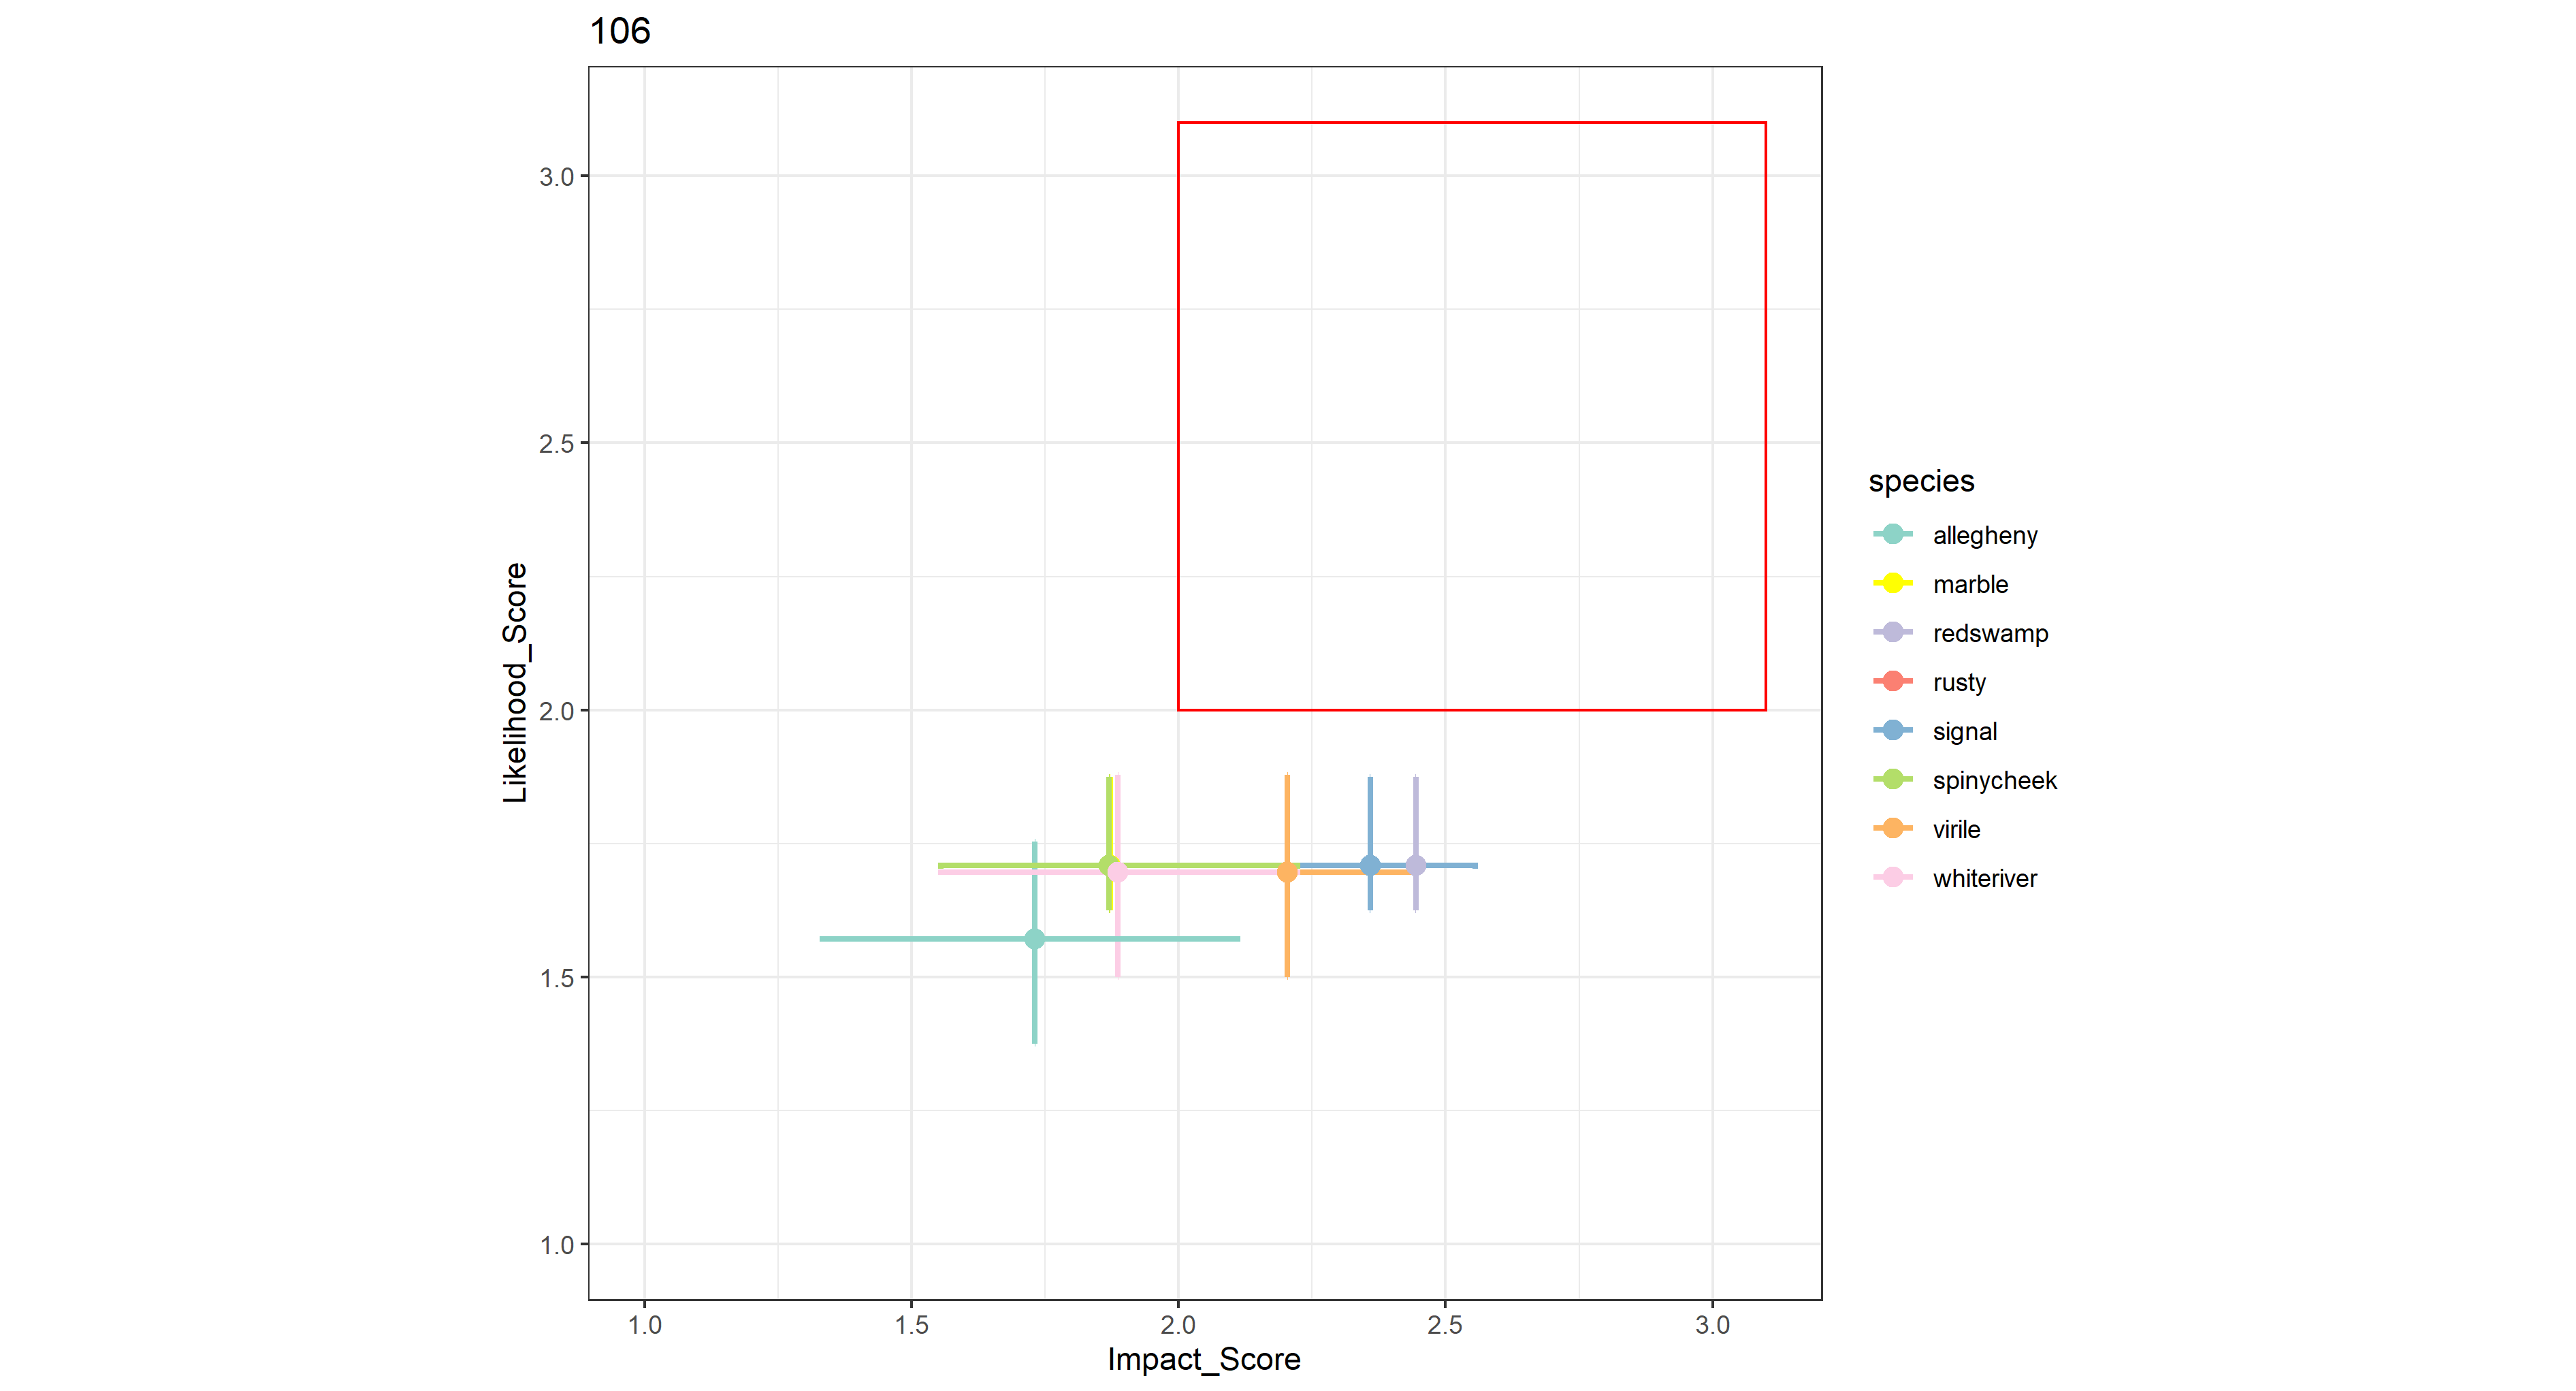 106
Likelihood_Score
3.0
2.5
2.0
1.5
1.0
1.0 1.5 2.0 2.5 3.0
Impact_Score
species
allegheny
marble
redswamp
rusty
signal
spinycheek
virile
whiteriver